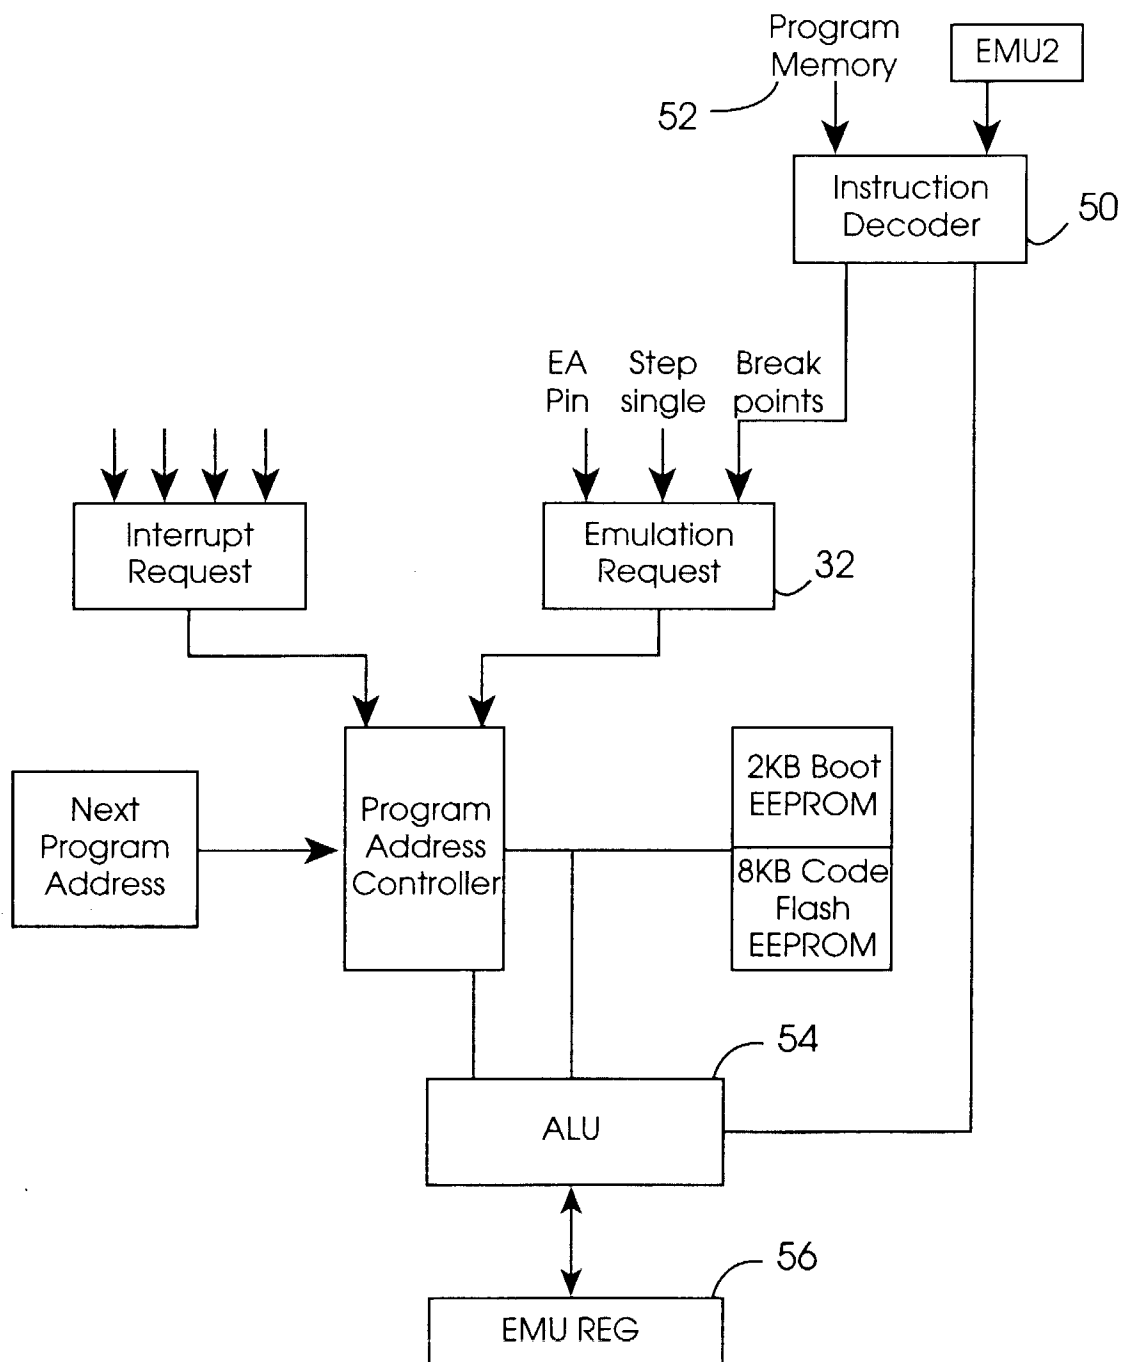 Program
Memory
EMU2
52
Instruction
Decoder
50
EA
Pin
Step
single
Break
points
Interrupt
Request
Emulation
Request
32
Next
Program
Address
Program
Address
Controller
2KB Boot
EEPROM
8KB Code
Flash
EEPROM
54
ALU
56
EMU REG